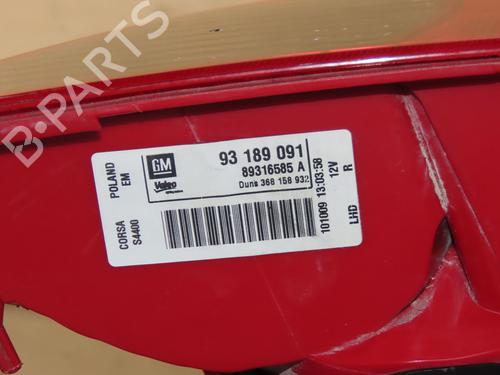 B-PARTS
GM
Valeo
93 189 091
89316585 A
Duns 368 158 932
POLAND
EM
CORSA
S4400
101009 13:03:58
12V
R
LHD